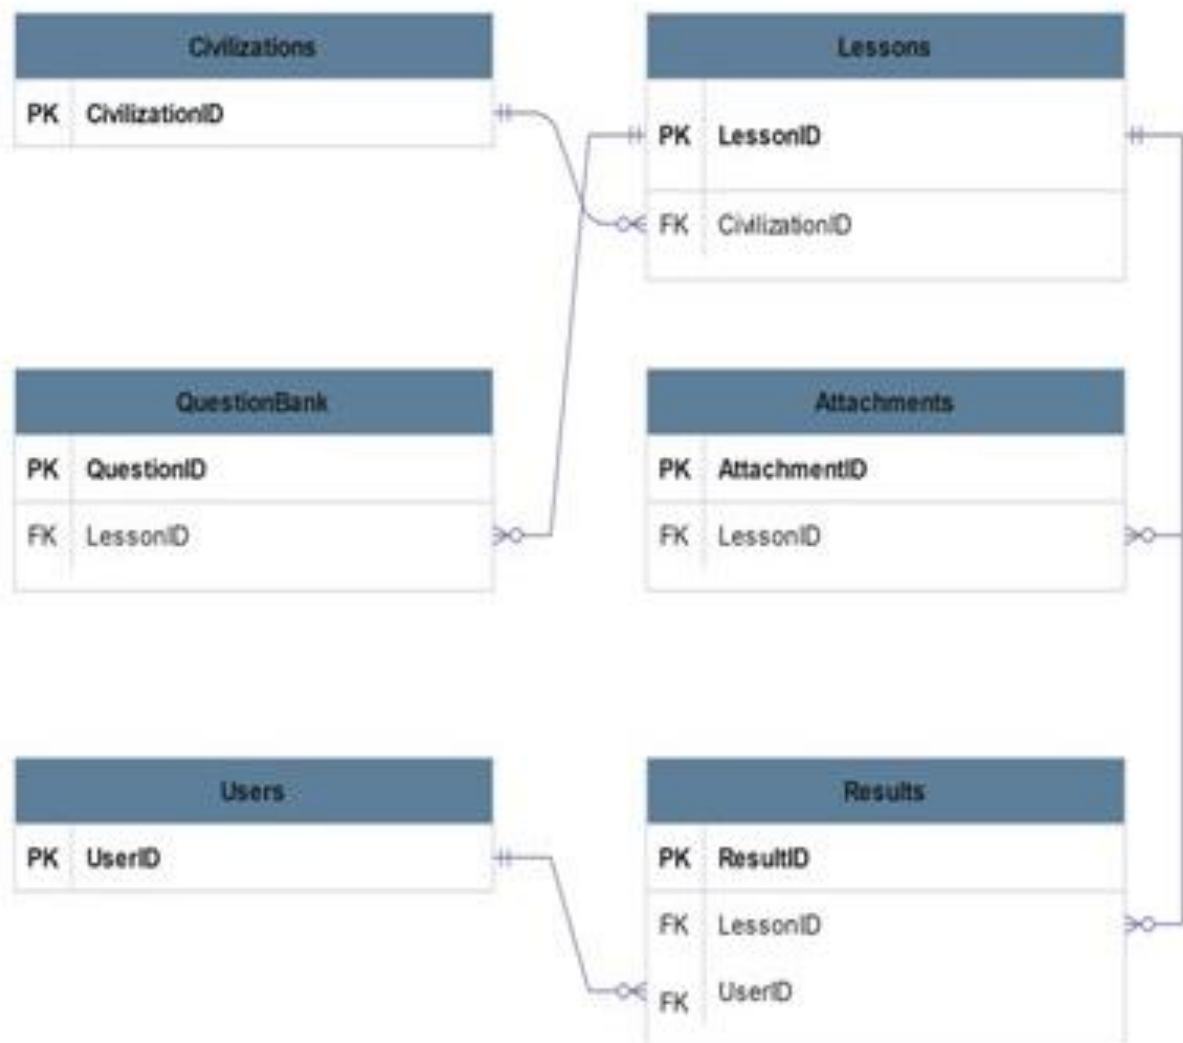 Civilizations
PK CivilizationID
Lessons
PK LessonID
FK CivilizationID
QuestionBank
PK QuestionID
FK LessonID
Attachments
PK AttachmentID
FK LessonID
Users
PK UserID
Results
PK ResultID
FK LessonID
FK UserID